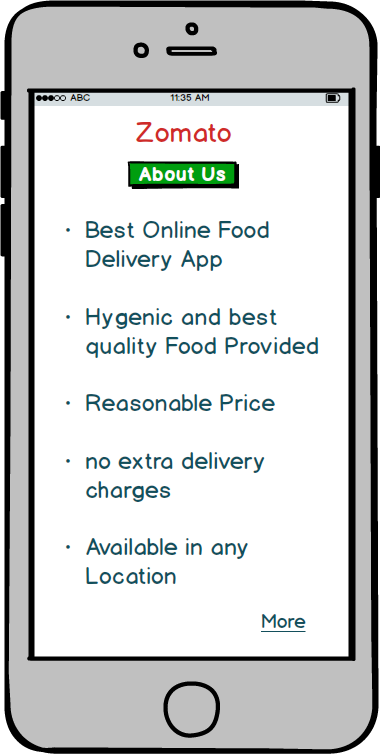 ABC 11:35 AM
Zomato
About Us
• Best Online Food
Delivery App
• Hygenic and best
quality Food Provided
• Reasonable Price
• no extra delivery
charges
• Available in any
Location
More